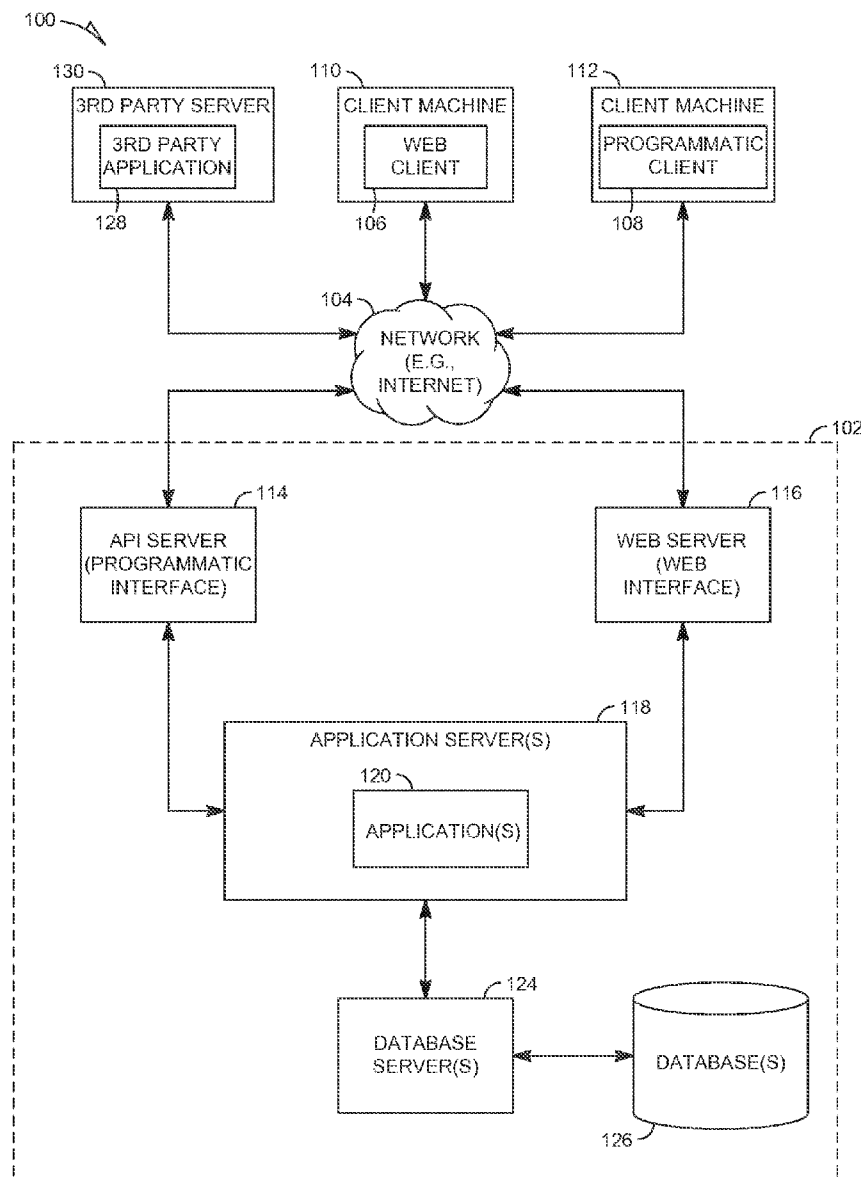 100
130
3RD PARTY SERVER
3RD PARTY
APPLICATION
128
110
CLIENT MACHINE
WEB
CLIENT
106
112
CLIENT MACHINE
PROGRAMMATIC
CLIENT
108
104
NETWORK
(E.G.,
INTERNET)
102
114
API SERVER
(PROGRAMMATIC
INTERFACE)
116
WEB SERVER
(WEB
INTERFACE)
118
APPLICATION SERVER(S)
120
APPLICATION(S)
124
DATABASE
SERVER(S)
DATABASE(S)
126